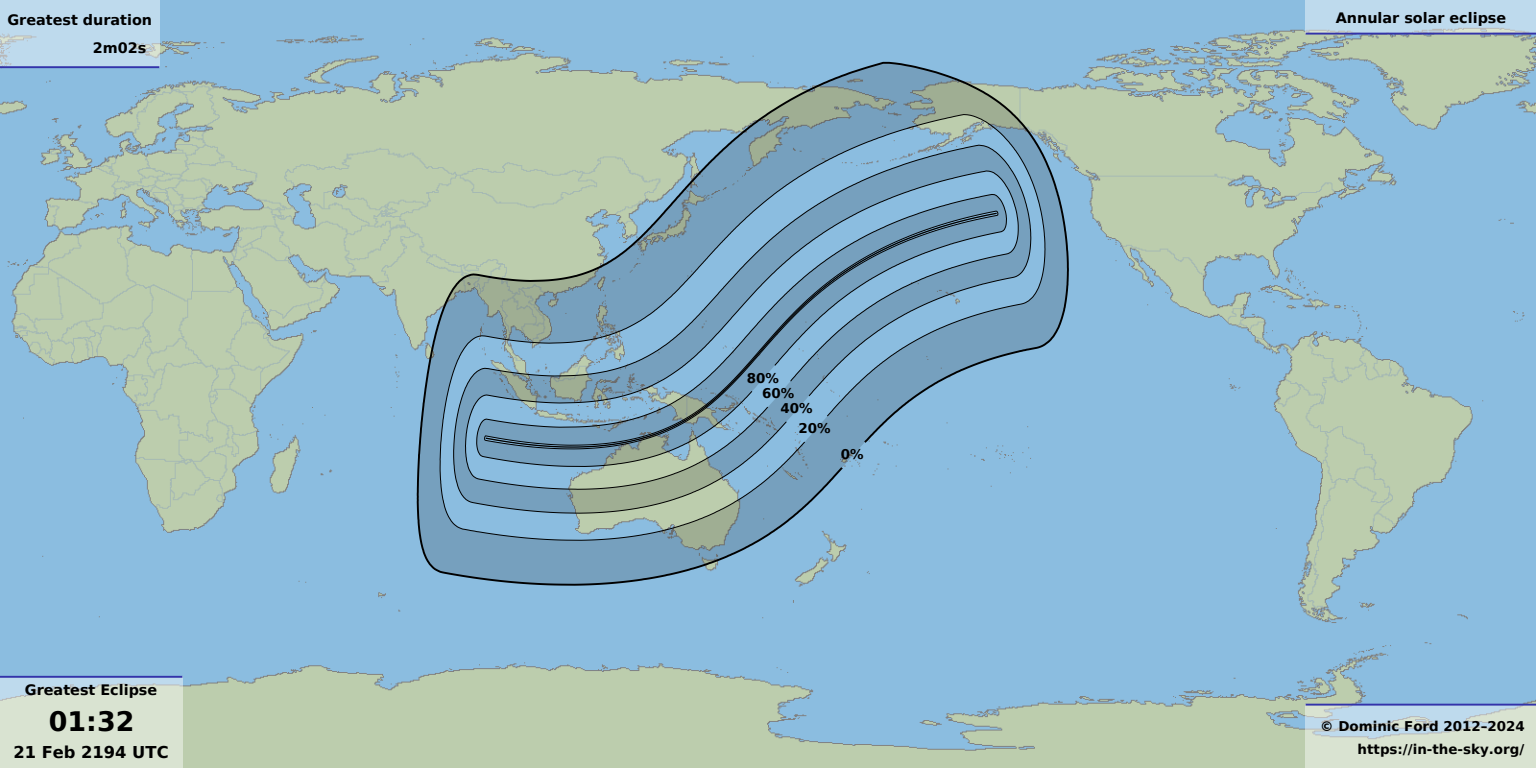 Greatest duration
2m02s
Annular solar eclipse
80%
60%
40%
20%
0%
Greatest Eclipse
01:32
21 Feb 2194 UTC
© Dominic Ford 2012–2024
https://in-the-sky.org/